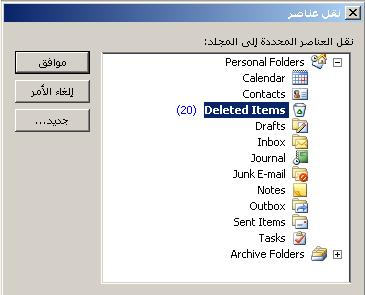 نقل عناصر
نقل العناصر المحددة إلى المجلد:
موافق
إلغاء الأمر
جديد...
Personal Folders
Calendar
Contacts
Deleted Items (20)
Drafts
Inbox
Journal
Junk E-mail
Notes
Outbox
Sent Items
Tasks
Archive Folders